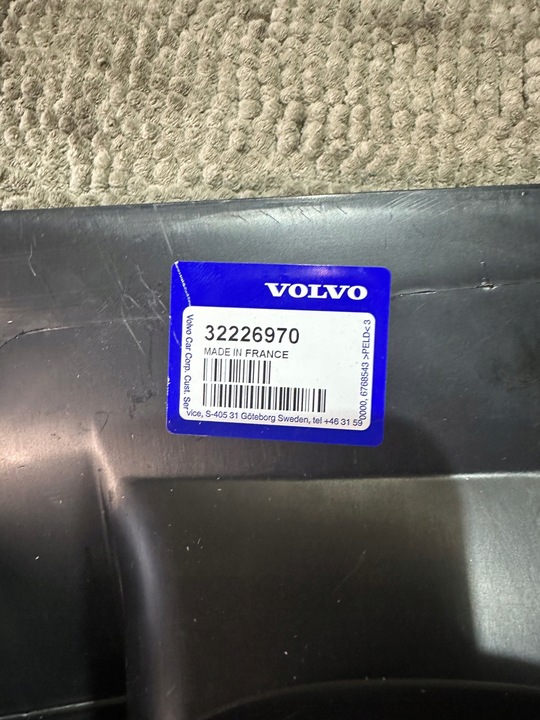 VOLVO
32226970
MADE IN FRANCE
Volvo Car Corp. Cust. Ser
vice, S-405 31 Göteborg Sweden, tel +46 31 59
0000, 6768543 >PELD< 3